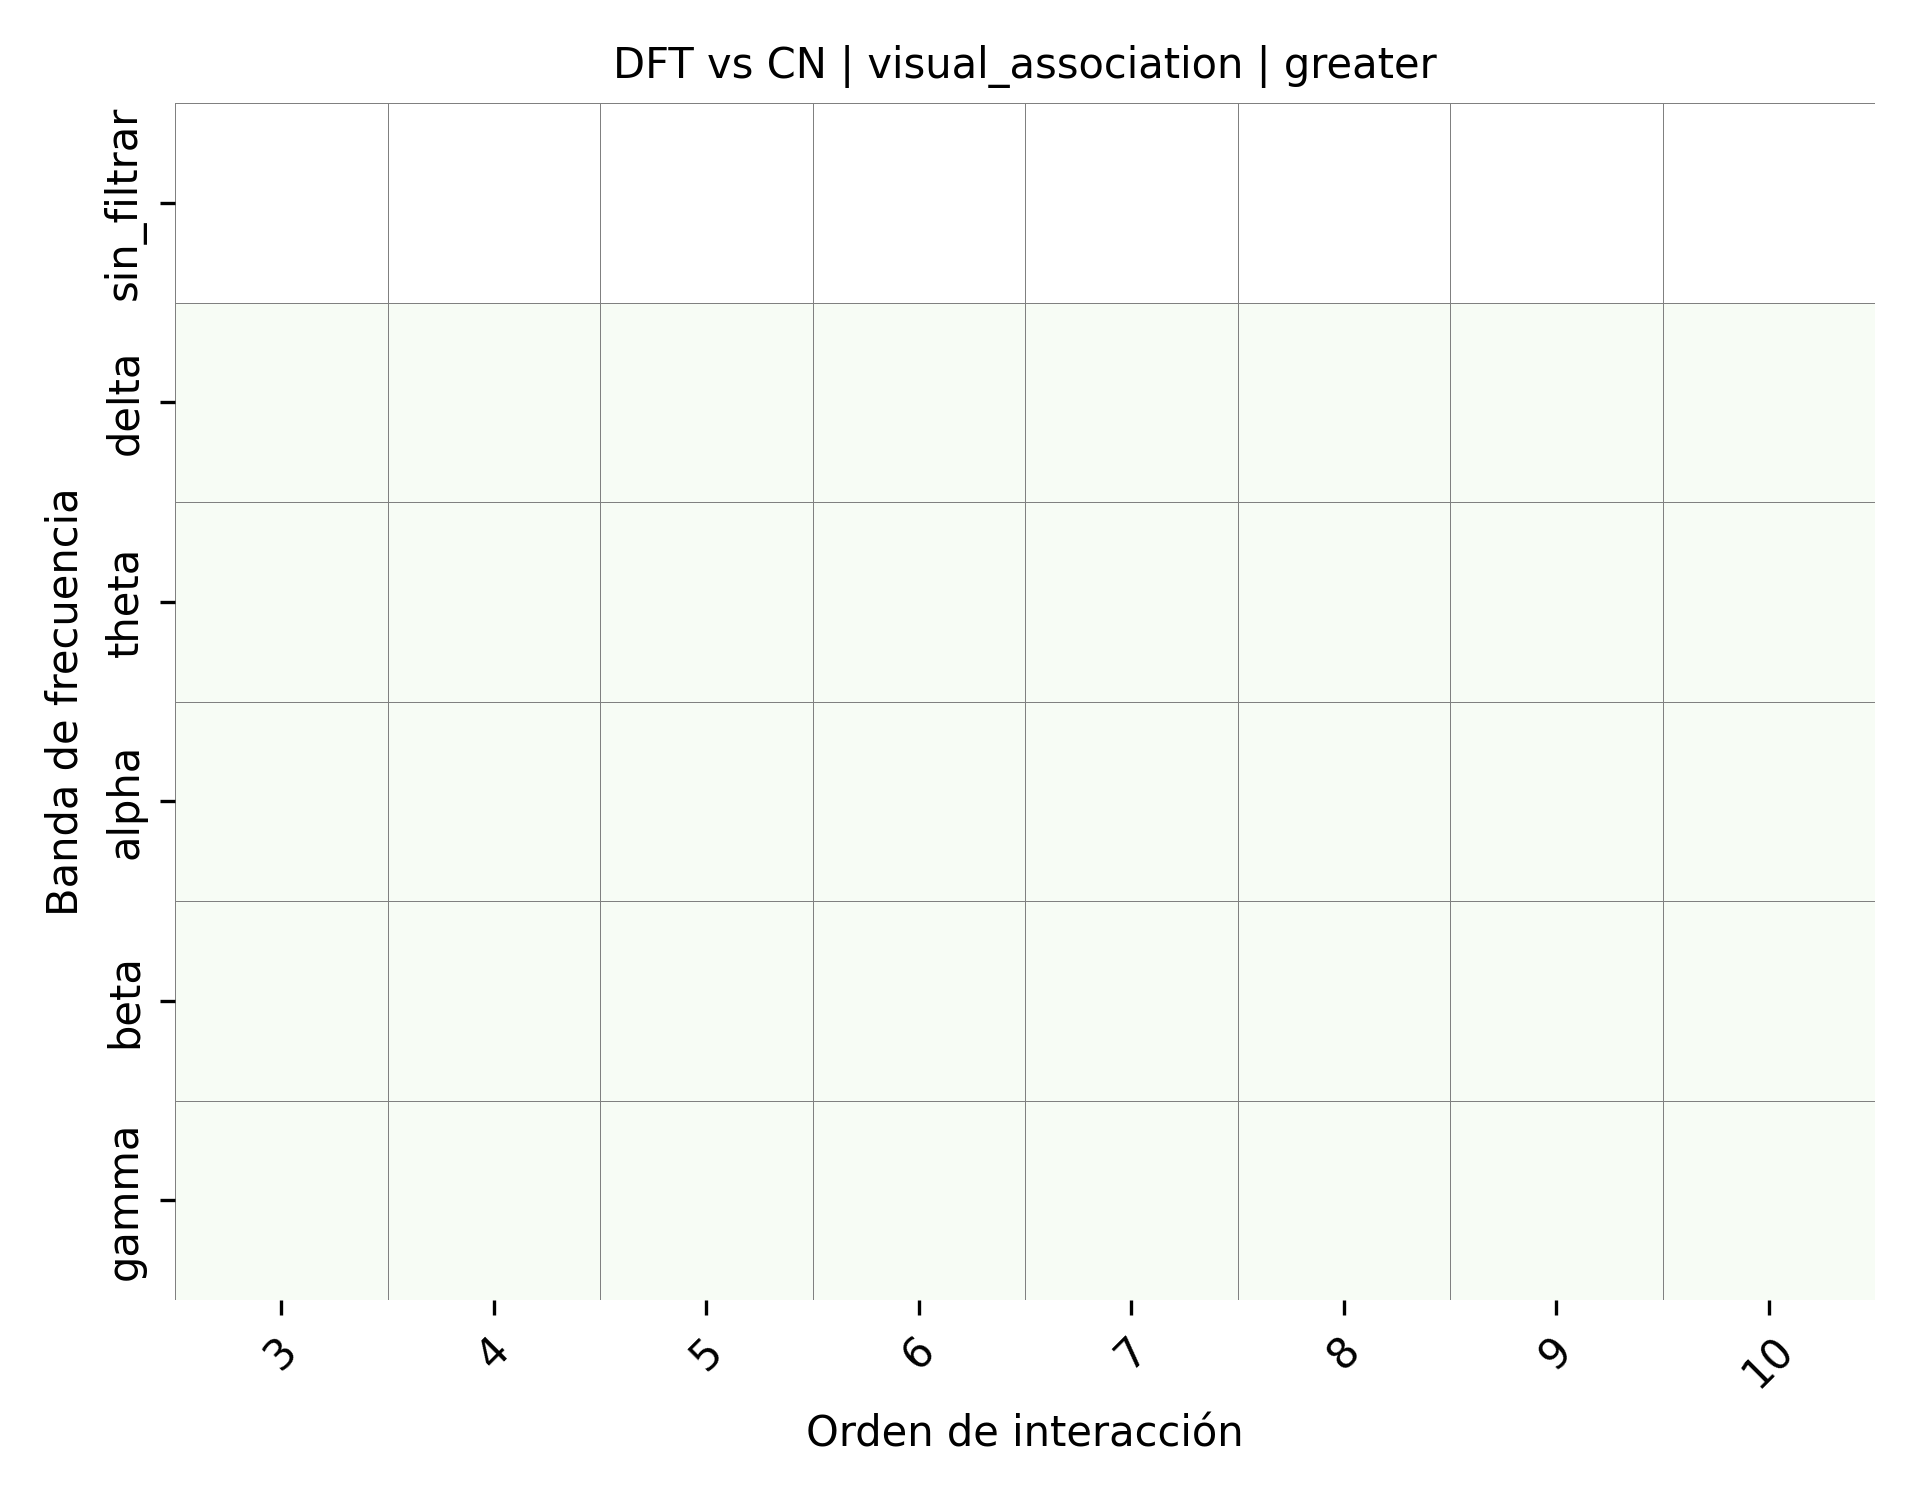 DFT vs CN | visual_association | greater
Banda de frecuencia
sin_filtrar
delta
theta
alpha
beta
gamma
3 4 5 6 7 8 9 10
Orden de interacción